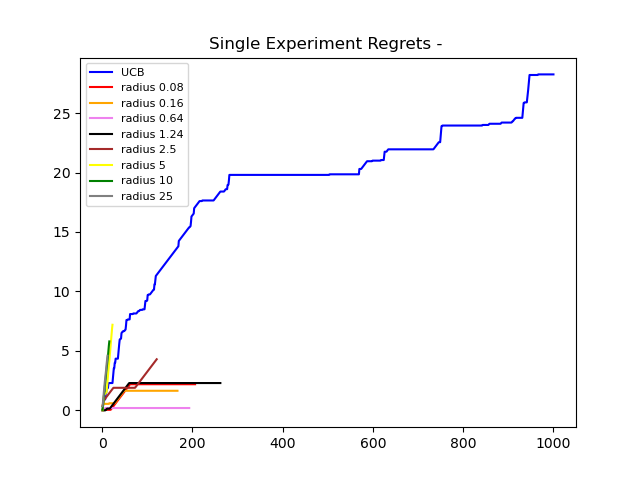 Single Experiment Regrets -
UCB
radius 0.08
radius 0.16
radius 0.64
radius 1.24
radius 2.5
radius 5
radius 10
radius 25
25
20
15
10
5
0
0 200 400 600 800 1000